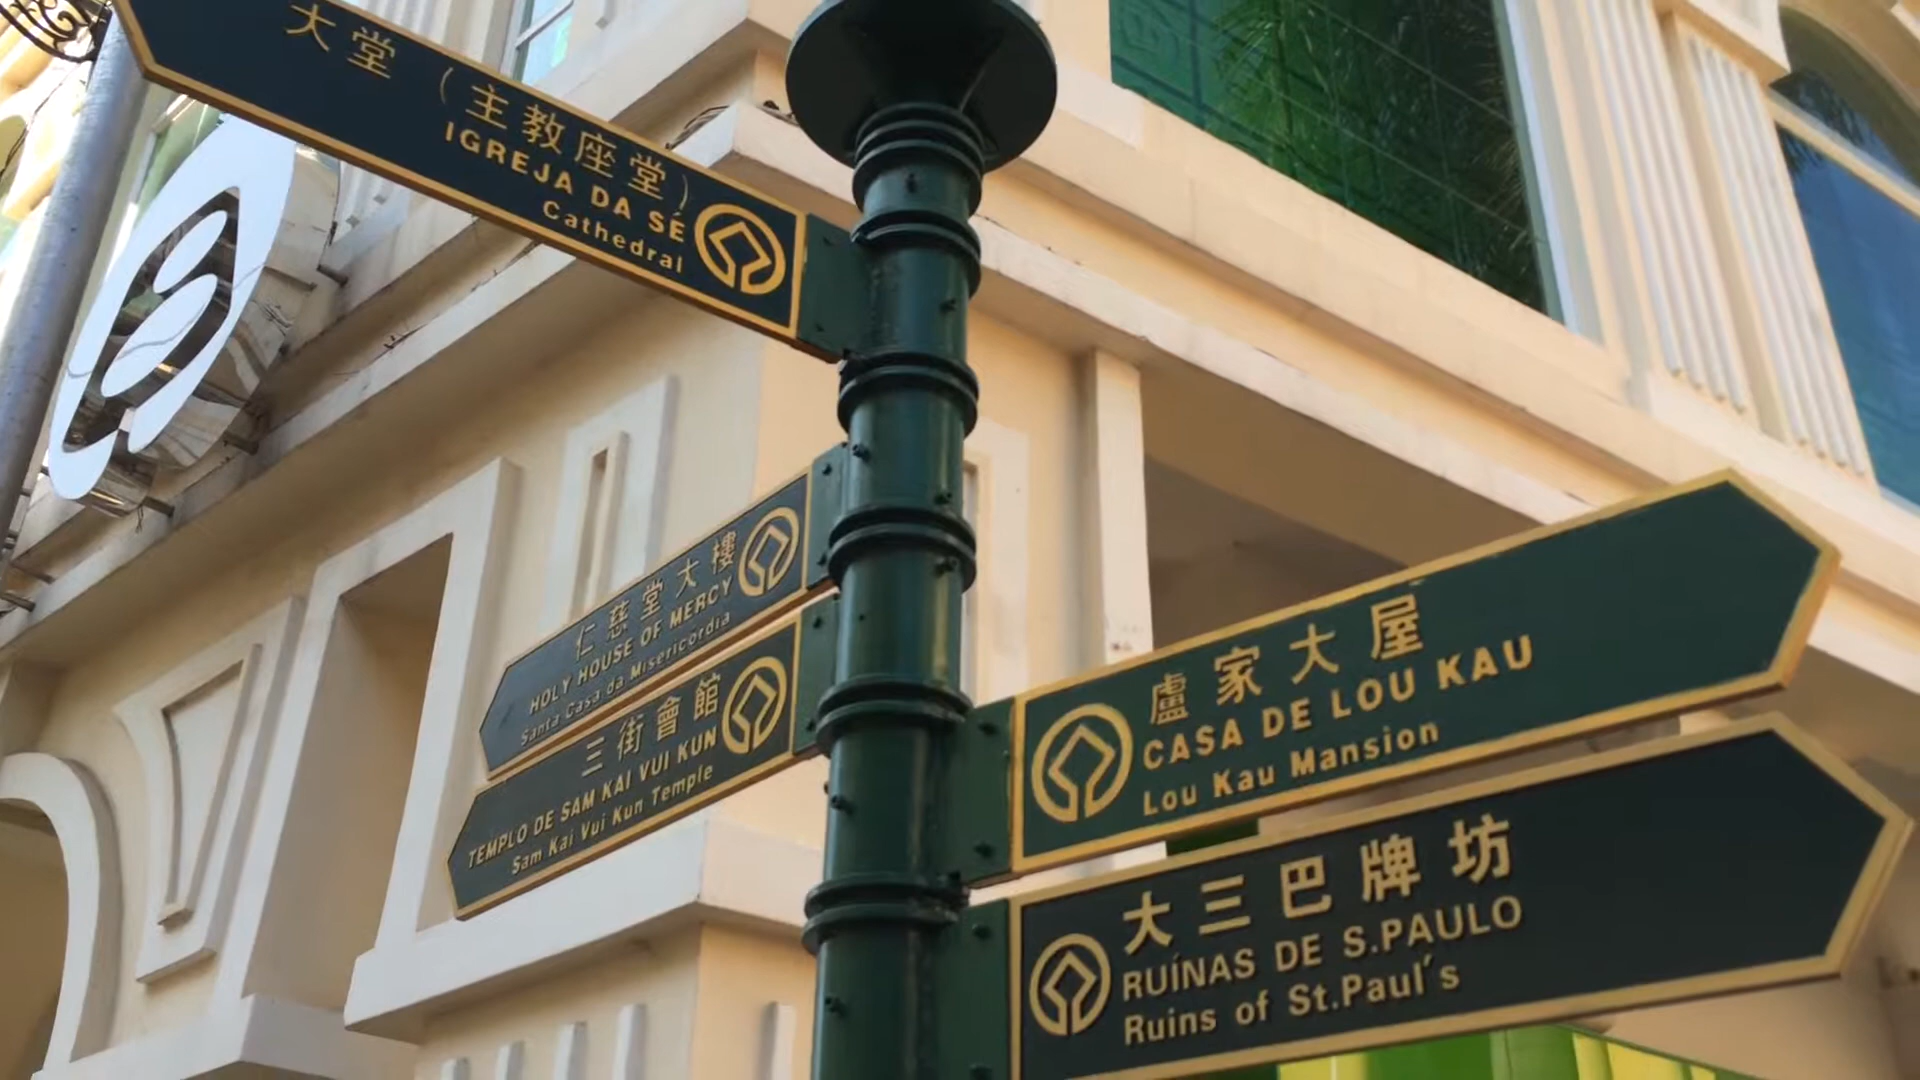 大堂（主教座堂）
IGREJA DA SÉ
Cathedral
仁慈堂大樓
HOLY HOUSE OF MERCY
Santa Casa da Misericordia
三街會館
TEMPLO DE SAM KAI VUI KUN
Sam Kai Vui Kun Temple
盧家大屋
CASA DE LOU KAU
Lou Kau Mansion
大三巴牌坊
RUÍNAS DE S.PAULO
Ruins of St.Paul's